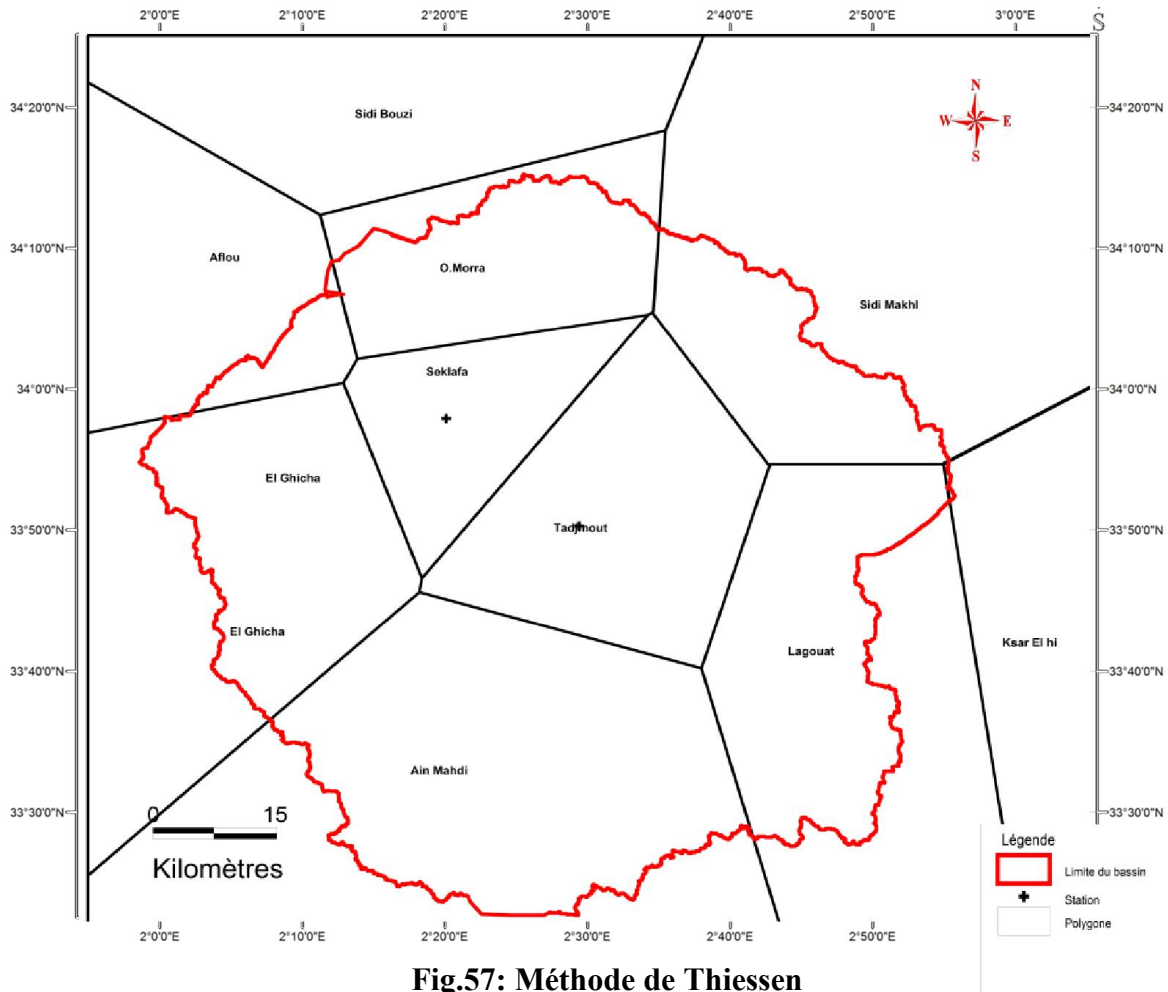 2°0'0"E 2°10'0"E 2°20'0"E 2°30'0"E 2°40'0"E 2°50'0"E 3°0'0"E
S
34°20'0"N 34°20'0"N
Sidi Bouzi
N
W E
S
34°10'0"N 34°10'0"N
Aflou
O.Morra
Sidi Makhl
34°0'0"N 34°0'0"N
Seklafa
El Ghicha
33°50'0"N 33°50'0"N
Tadjmout
El Ghicha
Lagouat
Ksar El hi
33°40'0"N 33°40'0"N
Ain Mahdi
33°30'0"N 33°30'0"N
0 15
Kilomètres
Légende
Limite du bassin
Station
Polygone
2°0'0"E 2°10'0"E 2°20'0"E 2°30'0"E 2°40'0"E 2°50'0"E
Fig.57: Méthode de Thiessen